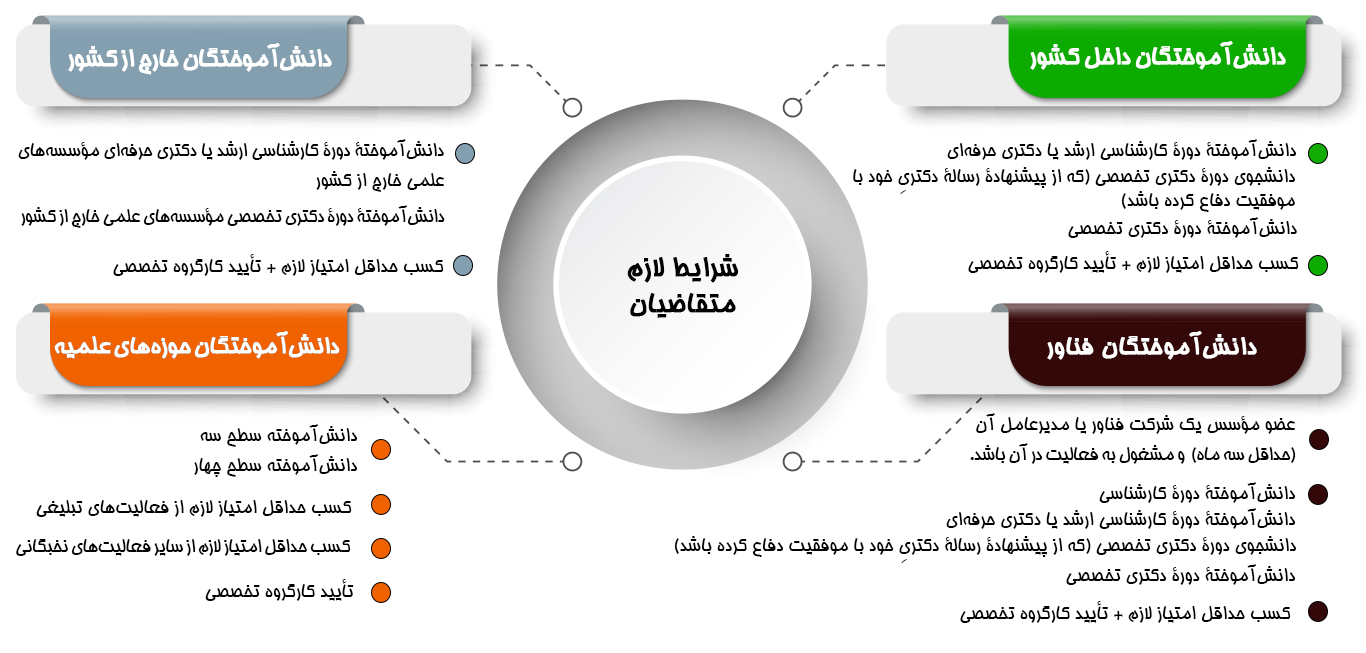 دانش‌آموختگان داخل کشور
دانش‌آموختهٔ دورهٔ کارشناسی ارشد یا دکتری حرفه‌ای
دانشجوی دورهٔ دکتری تخصصی (که از پیشنهادهٔ رسالهٔ دکتریِ خود با
موفقیت دفاع کرده باشد)
دانش‌آموختهٔ دورهٔ دکتری تخصصی
کسب حداقل امتیاز لازم + تأیید کارگروه تخصصی
دانش‌آموختگان خارج از کشور
دانش‌آموختهٔ دورهٔ کارشناسی ارشد یا دکتری حرفه‌ای مؤسسه‌های
علمی خارج از کشور
دانش‌آموختهٔ دورهٔ دکتری تخصصی مؤسسه‌های علمی خارج از کشور
کسب حداقل امتیاز لازم + تأیید کارگروه تخصصی
شرایط لازم
متقاضیان
دانش‌آموختگان فناور
عضو مؤسس یک شرکت فناور یا مدیرعامل آن
(حداقل سه ماه) و مشغول به فعالیت در آن باشد.
دانش‌آموختهٔ دورهٔ کارشناسی
دانش‌آموختهٔ دورهٔ کارشناسی ارشد یا دکتری حرفه‌ای
دانشجوی دورهٔ دکتری تخصصی (که از پیشنهادهٔ رسالهٔ دکتریِ خود با موفقیت دفاع کرده باشد)
دانش‌آموختهٔ دورهٔ دکتری تخصصی
کسب حداقل امتیاز لازم + تأیید کارگروه تخصصی
دانش‌آموختگان حوزه‌های علمیه
دانش‌آموخته سطح سه
دانش‌آموخته سطح چهار
کسب حداقل امتیاز لازم از فعالیت‌های تبلیغی
کسب حداقل امتیاز لازم از سایر فعالیت‌های نخبگانی
تأیید کارگروه تخصصی